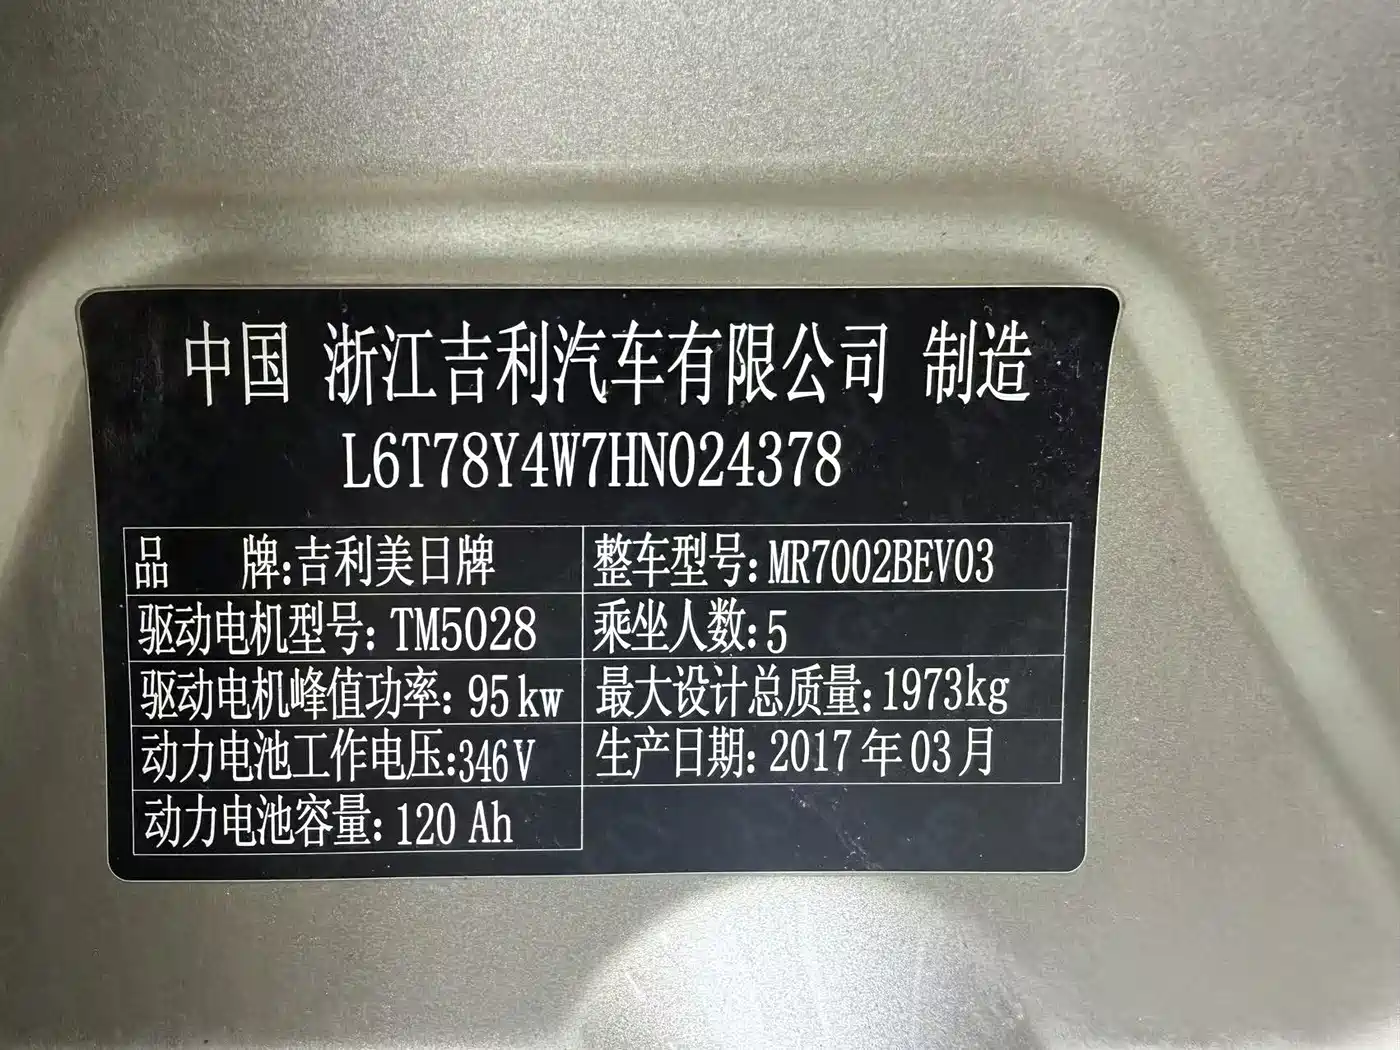 中国 浙江吉利汽车有限公司 制造
L6T78Y4W7HN024378
品 牌:吉利美日牌 整车型号:MR7002BEV03
驱动电机型号:TM5028 乘坐人数:5
驱动电机峰值功率:95kw 最大设计总质量:1973kg
动力电池工作电压:346V 生产日期:2017年03月
动力电池容量:120 Ah